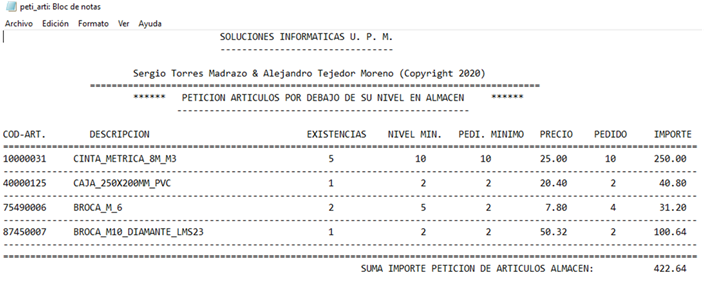 peti_arti: Bloc de notas
Archivo Edición Formato Ver Ayuda
SOLUCIONES INFORMATICAS U. P. M.
--------------------------------
Sergio Torres Madrazo & Alejandro Tejedor Moreno (Copyright 2020)
===================================================================================
****** PETICION ARTICULOS POR DEBAJO DE SU NIVEL EN ALMACEN ******
------------------------------------------------------
COD-ART. DESCRIPCION EXISTENCIAS NIVEL MIN. PEDI. MINIMO PRECIO PEDIDO IMPORTE
================================================================================================================================
10000031 CINTA_METRICA_8M_M3 5 10 10 25.00 10 250.00
--------------------------------------------------------------------------------------------------------------------------------
40000125 CAJA_250X200MM_PVC 1 2 2 20.40 2 40.80
--------------------------------------------------------------------------------------------------------------------------------
75490006 BROCA_M_6 2 5 2 7.80 4 31.20
--------------------------------------------------------------------------------------------------------------------------------
87450007 BROCA_M10_DIAMANTE_LMS23 1 2 2 50.32 2 100.64
--------------------------------------------------------------------------------------------------------------------------------
================================================================================================================================
SUMA IMPORTE PETICION DE ARTICULOS ALMACEN: 422.64